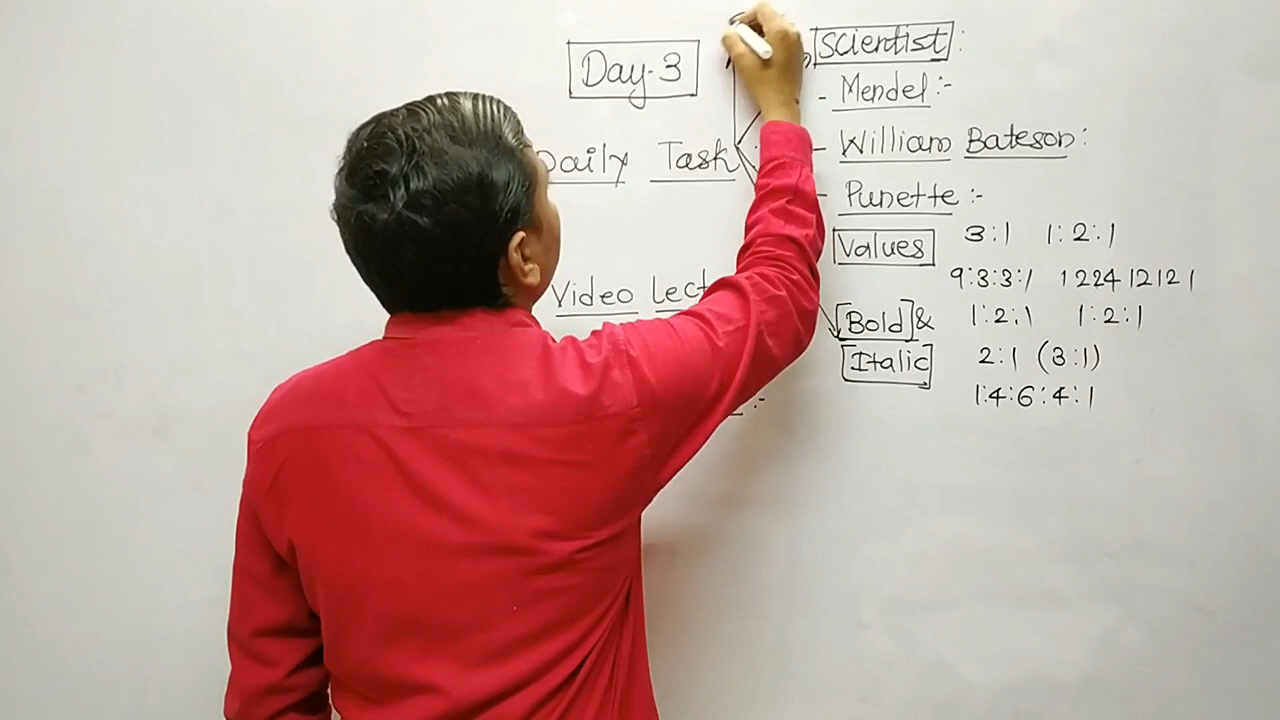 Day-3
Scientist:
- Mendel:-
Daily Task
- William Bateson:
- Punette:-
Values 3:1 1:2:1
9:3:3:1 122412121
Video Lect
[Bold] & 1:2:1 1:2:1
[Italic] 2:1 (3:1)
1:4:6:4:1